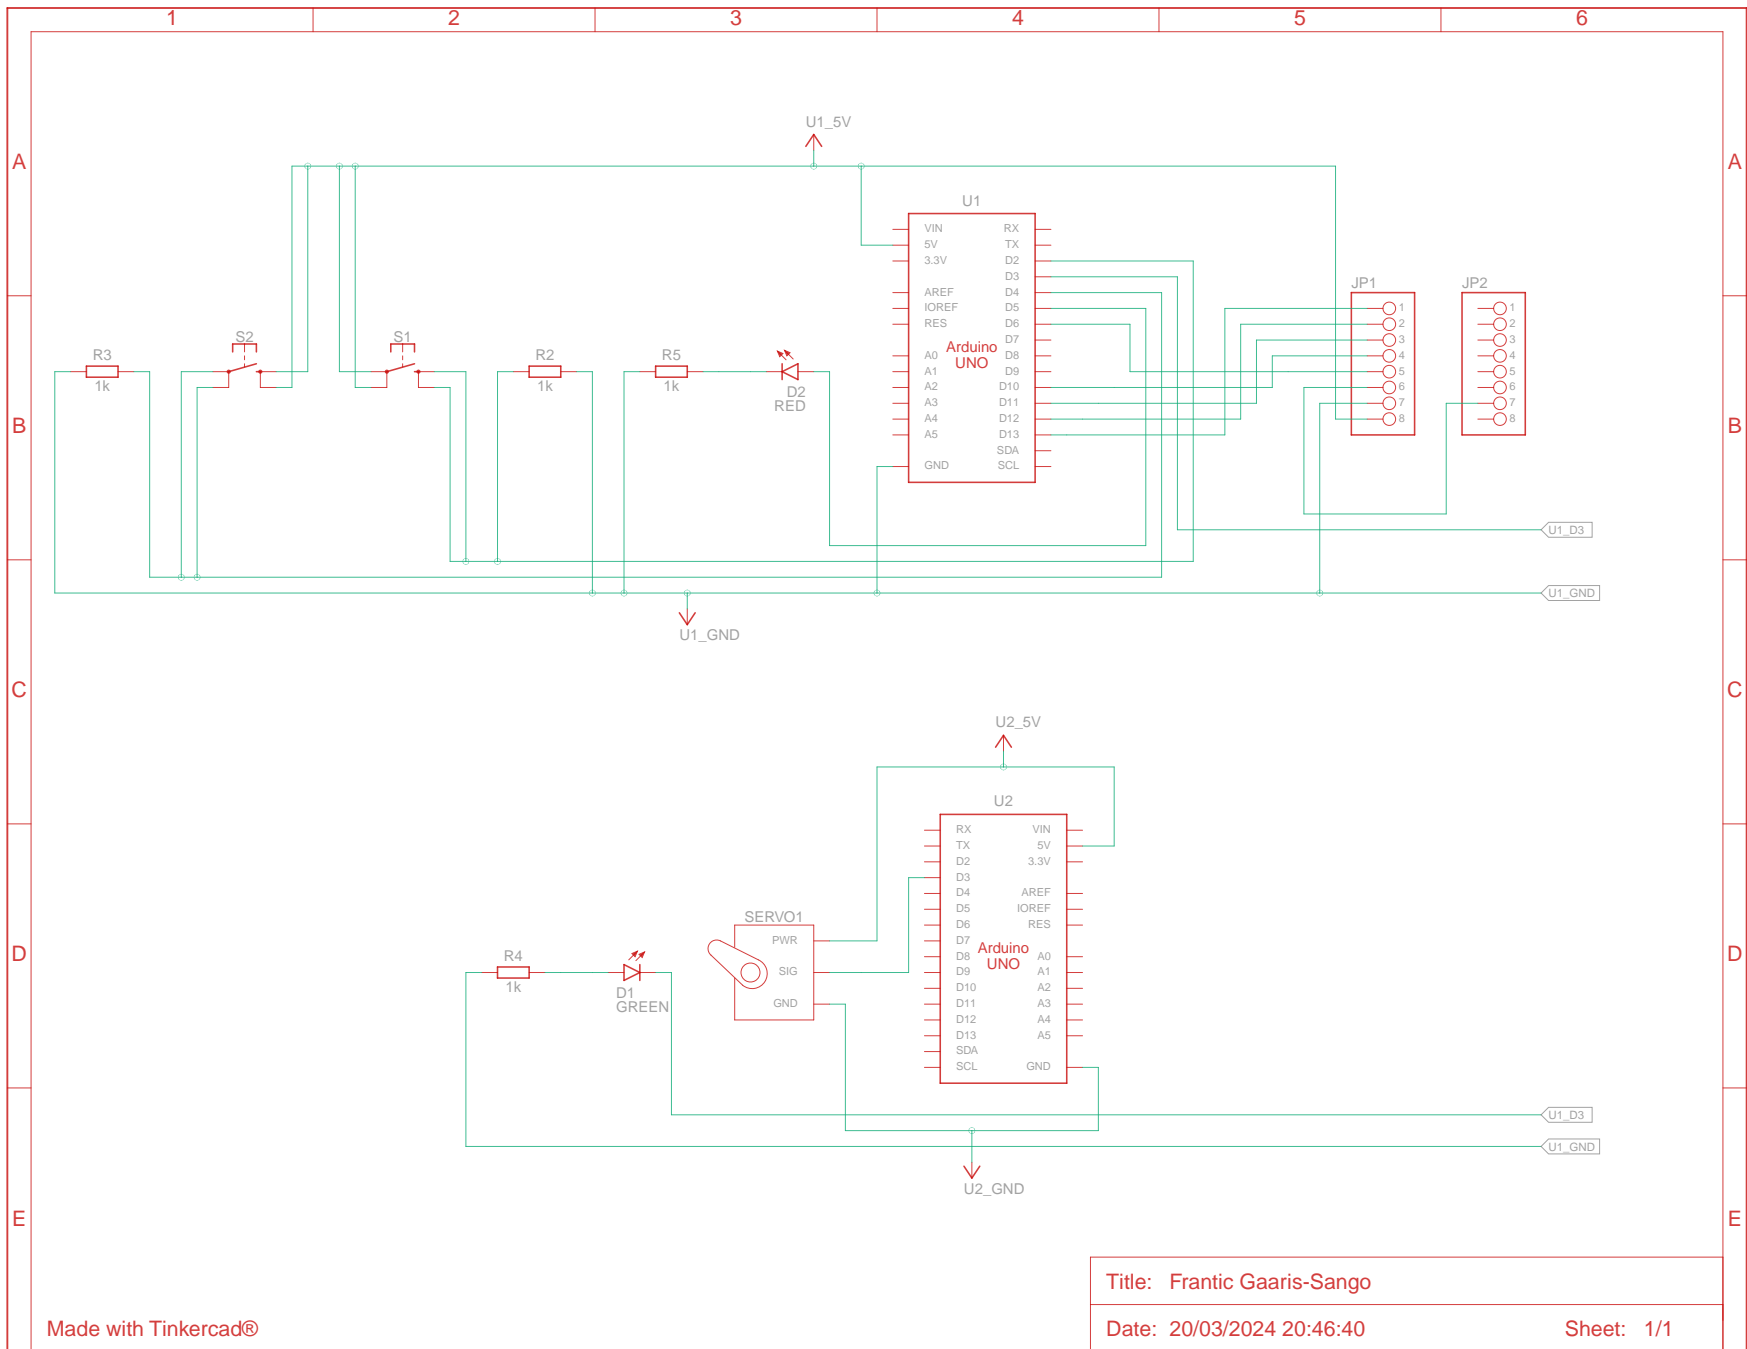 1 2 3 4 5 6
A A
U1_5V
U1
VIN RX
5V TX
3.3V D2
D3
AREF D4
IOREF D5
RES D6
D7
A0 D8
A1 D9
A2 D10
A3 D11
A4 D12
A5 D13
SDA
GND SCL
Arduino
UNO
JP1
1
2
3
4
5
6
7
8
JP2
1
2
3
4
5
6
7
8
R3
1k
S2
S1
R2
1k
R5
1k
D2
RED
B B
U1_D3
U1_GND
U1_GND
C C
U2_5V
U2
RX VIN
TX 5V
D2 3.3V
D3
D4 AREF
D5 IOREF
D6 RES
D7
D8 A0
D9 A1
D10 A2
D11 A3
D12 A4
D13 A5
SDA
SCL GND
Arduino
UNO
SERVO1
PWR
SIG
GND
D D
R4
1k
D1
GREEN
U1_D3
U1_GND
U2_GND
E E
Title: Frantic Gaaris-Sango
Made with Tinkercad®
Date: 20/03/2024 20:46:40 Sheet: 1/1